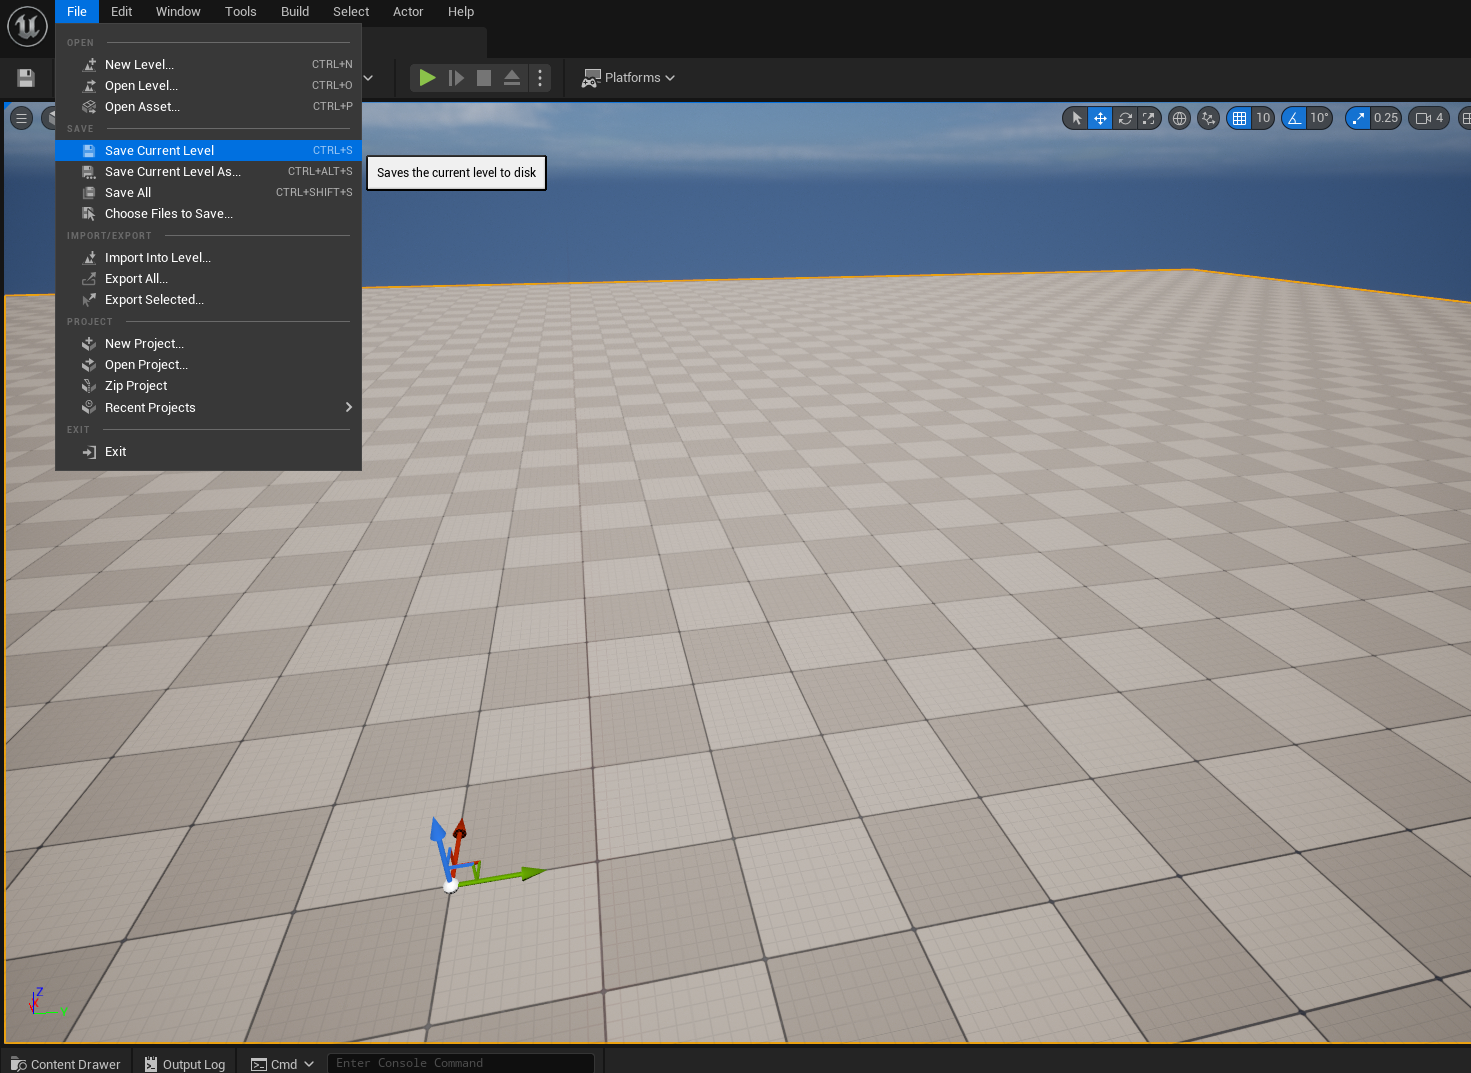 File Edit Window Tools Build Select Actor Help
OPEN
New Level... CTRL+N
Open Level... CTRL+O
Open Asset... CTRL+P
SAVE
Save Current Level CTRL+S
Save Current Level As... CTRL+ALT+S
Save All CTRL+SHIFT+S
Choose Files to Save...
IMPORT/EXPORT
Import Into Level...
Export All...
Export Selected...
PROJECT
New Project...
Open Project...
Zip Project
Recent Projects
EXIT
Exit
Platforms
10 10° 0.25 4
Saves the current level to disk
Z
X
Y
Content Drawer Output Log Cmd Enter Console Command